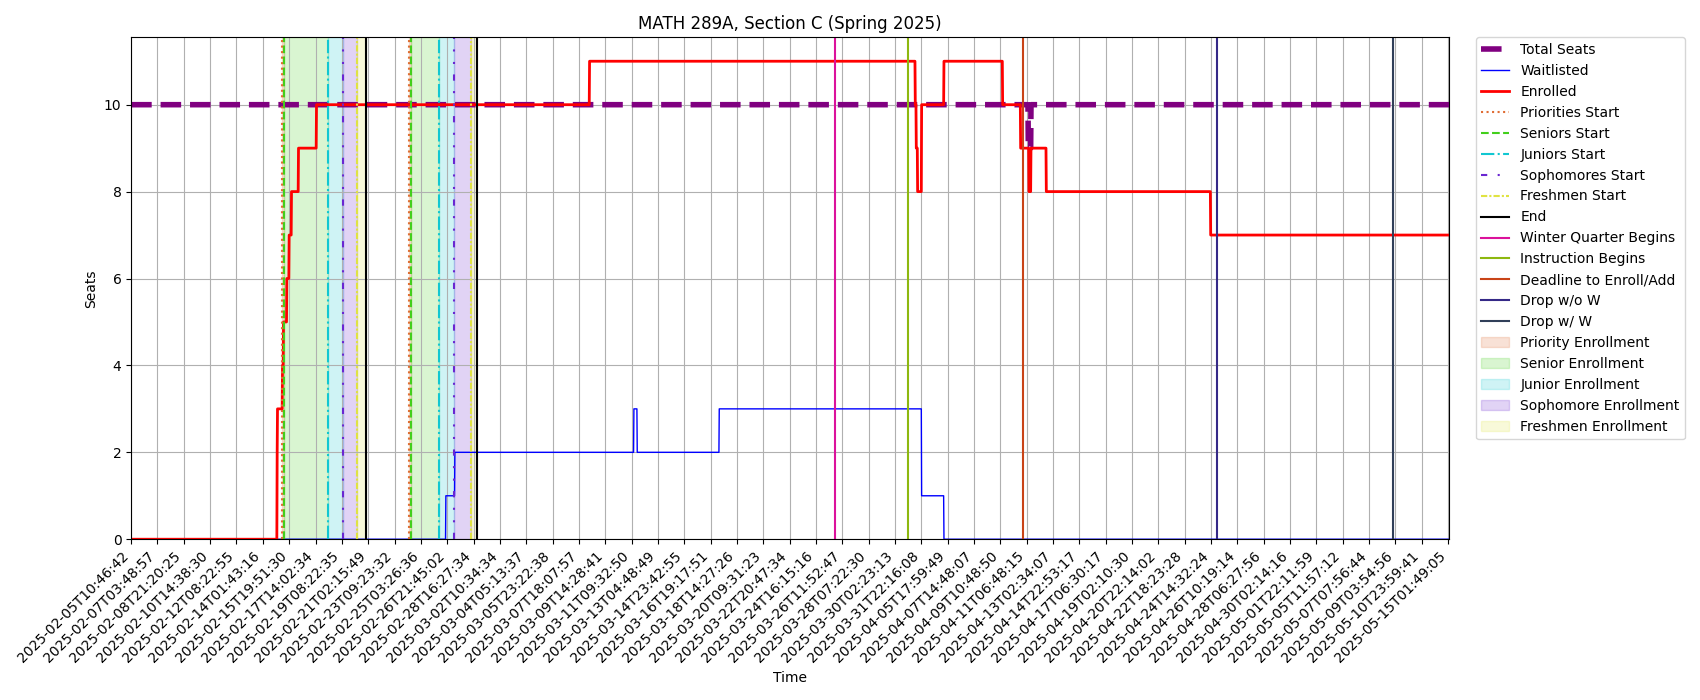 MATH 289A, Section C (Spring 2025)
Seats
10
8
6
4
2
0
2025-02-05T10:46:42
2025-02-07T03:48:57
2025-02-08T21:20:25
2025-02-10T14:38:30
2025-02-12T08:22:55
2025-02-14T01:43:16
2025-02-15T19:51:30
2025-02-17T14:02:34
2025-02-19T08:22:35
2025-02-21T02:15:49
2025-02-23T09:23:32
2025-02-25T03:26:36
2025-02-26T21:45:02
2025-02-28T16:27:34
2025-03-02T10:34:34
2025-03-04T05:13:37
2025-03-05T23:22:38
2025-03-07T18:07:57
2025-03-09T14:28:41
2025-03-11T09:32:50
2025-03-13T04:48:49
2025-03-14T23:42:55
2025-03-16T19:17:51
2025-03-18T14:27:26
2025-03-20T09:31:23
2025-03-22T20:47:34
2025-03-24T16:15:16
2025-03-26T11:52:47
2025-03-28T07:22:30
2025-03-30T02:23:13
2025-03-31T22:16:08
2025-04-05T17:59:49
2025-04-07T14:48:07
2025-04-09T10:48:50
2025-04-11T06:48:15
2025-04-13T02:34:07
2025-04-14T22:53:17
2025-04-17T06:30:17
2025-04-19T02:10:30
2025-04-20T22:14:02
2025-04-22T18:23:28
2025-04-24T14:32:24
2025-04-26T10:19:14
2025-04-28T06:27:56
2025-04-30T02:14:16
2025-05-01T22:11:59
2025-05-05T11:57:12
2025-05-07T07:56:44
2025-05-09T03:54:56
2025-05-10T23:59:41
2025-05-15T01:49:05
Time
Total Seats
Waitlisted
Enrolled
Priorities Start
Seniors Start
Juniors Start
Sophomores Start
Freshmen Start
End
Winter Quarter Begins
Instruction Begins
Deadline to Enroll/Add
Drop w/o W
Drop w/ W
Priority Enrollment
Senior Enrollment
Junior Enrollment
Sophomore Enrollment
Freshmen Enrollment